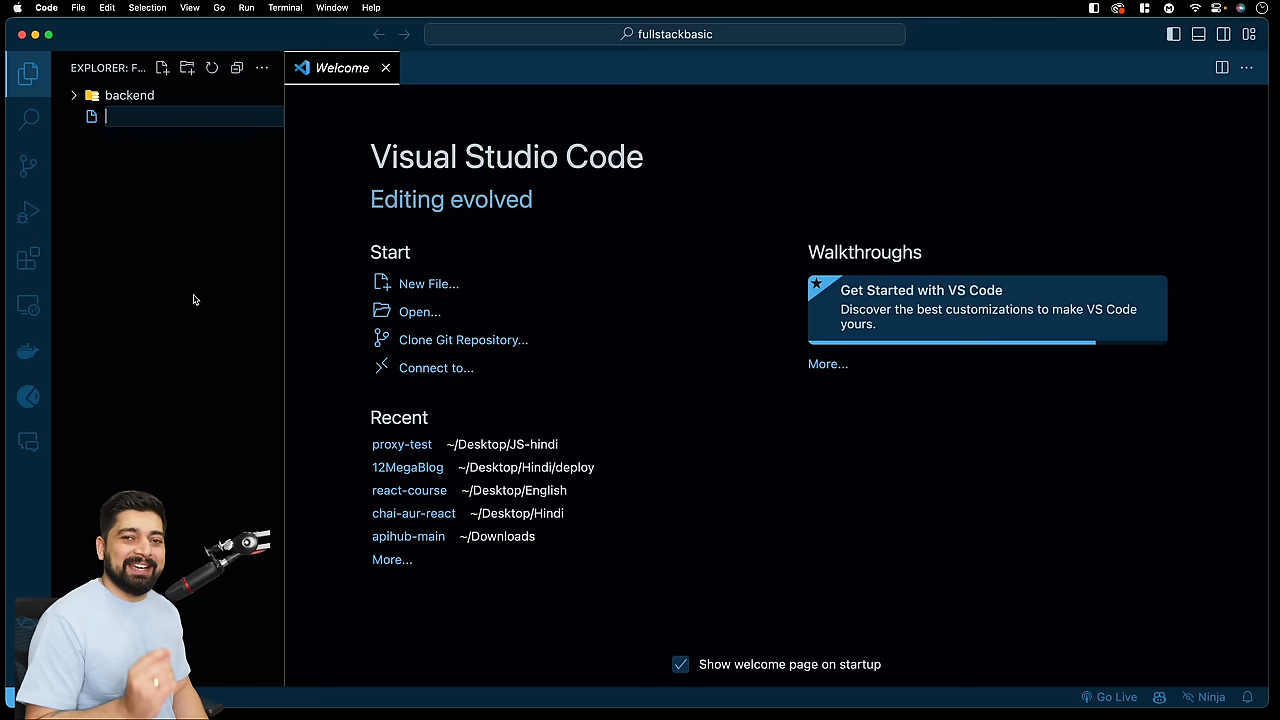 Code File Edit Selection View Go Run Terminal Window Help
fullstackbasic
EXPLORER: F...
Welcome
backend
Visual Studio Code
Editing evolved
Start
New File...
Open...
Clone Git Repository...
Connect to...
Walkthroughs
Get Started with VS Code
Discover the best customizations to make VS Code
yours.
More...
Recent
proxy-test ~/Desktop/JS-hindi
12MegaBlog ~/Desktop/Hindi/deploy
react-course ~/Desktop/English
chai-aur-react ~/Desktop/Hindi
apihub-main ~/Downloads
More...
Show welcome page on startup
Go Live Ninja